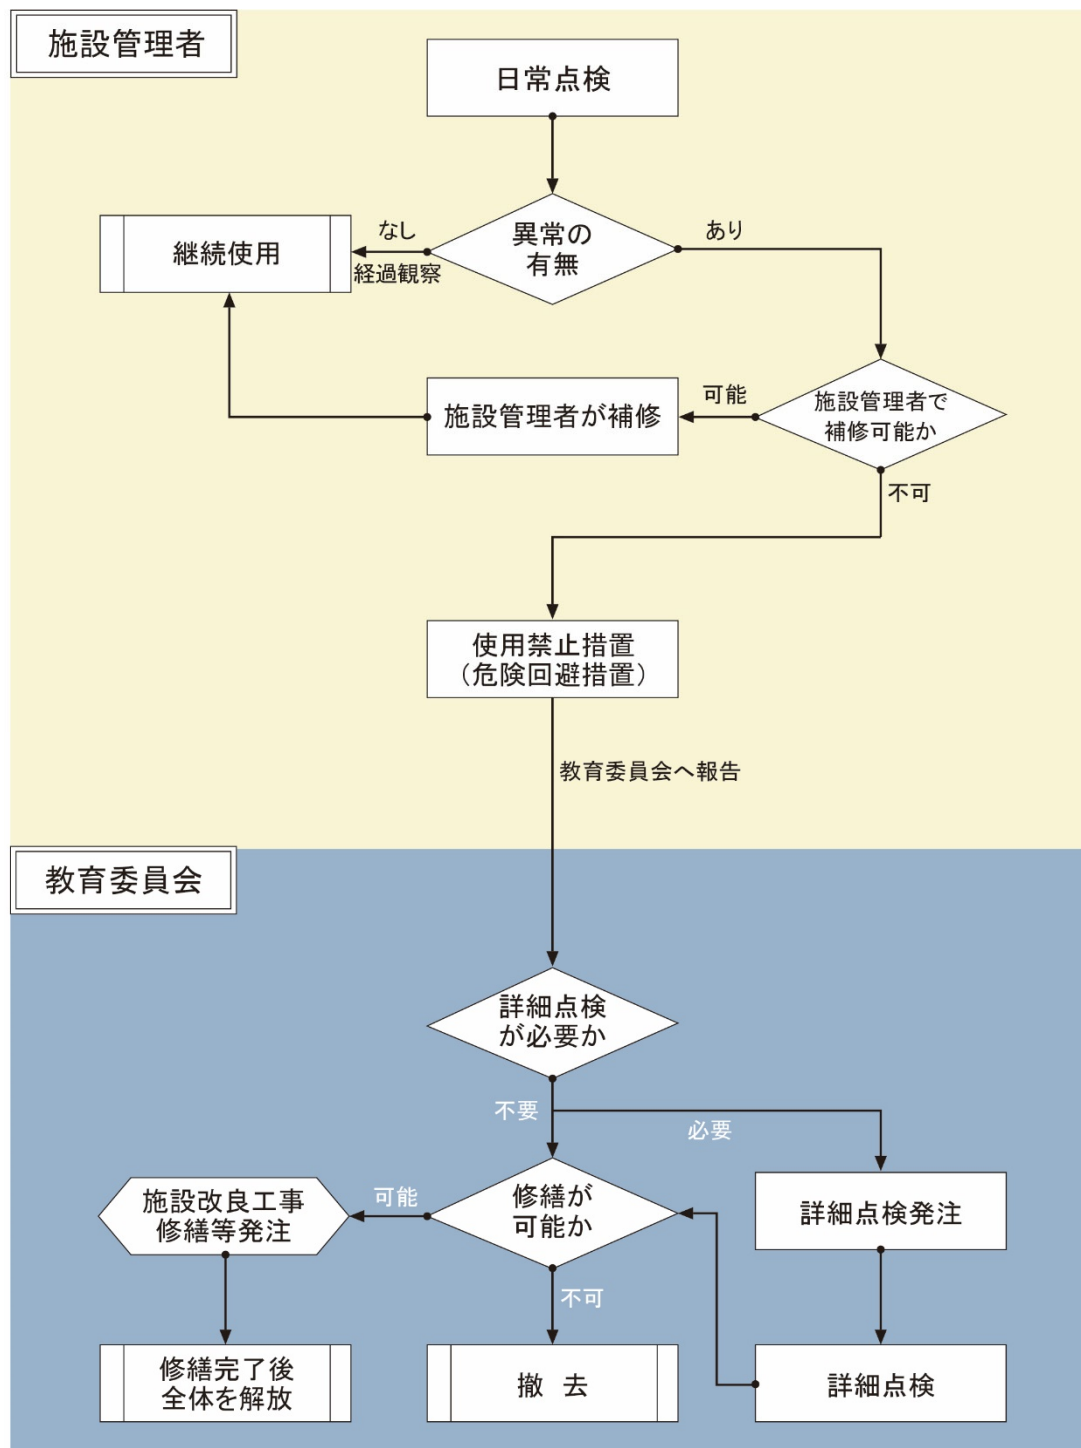 施設管理者
日常点検
異常の
有無
なし
経過観察
あり
継続使用
施設管理者で
補修可能か
可能
施設管理者が補修
不可
使用禁止措置
（危険回避措置）
教育委員会へ報告
教育委員会
詳細点検
が必要か
不要
必要
詳細点検発注
修繕が
可能か
可能
施設改良工事
修繕等発注
不可
修繕完了後
全体を解放
撤 去
詳細点検